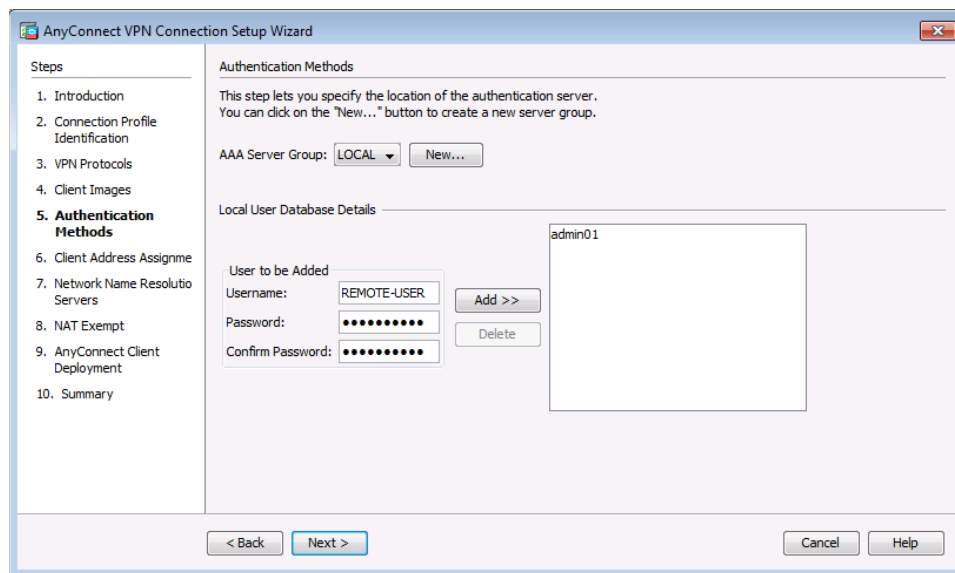 AnyConnect VPN Connection Setup Wizard
Steps
1. Introduction
2. Connection Profile
Identification
3. VPN Protocols
4. Client Images
5. Authentication
Methods
6. Client Address Assignme
7. Network Name Resolutio
Servers
8. NAT Exempt
9. AnyConnect Client
Deployment
10. Summary
Authentication Methods
This step lets you specify the location of the authentication server.
You can click on the "New..." button to create a new server group.
AAA Server Group: LOCAL New...
Local User Database Details
User to be Added
Username: REMOTE-USER
Password: ●●●●●●●●●●
Confirm Password: ●●●●●●●●●●
Add >>
Delete
admin01
< Back Next > Cancel Help